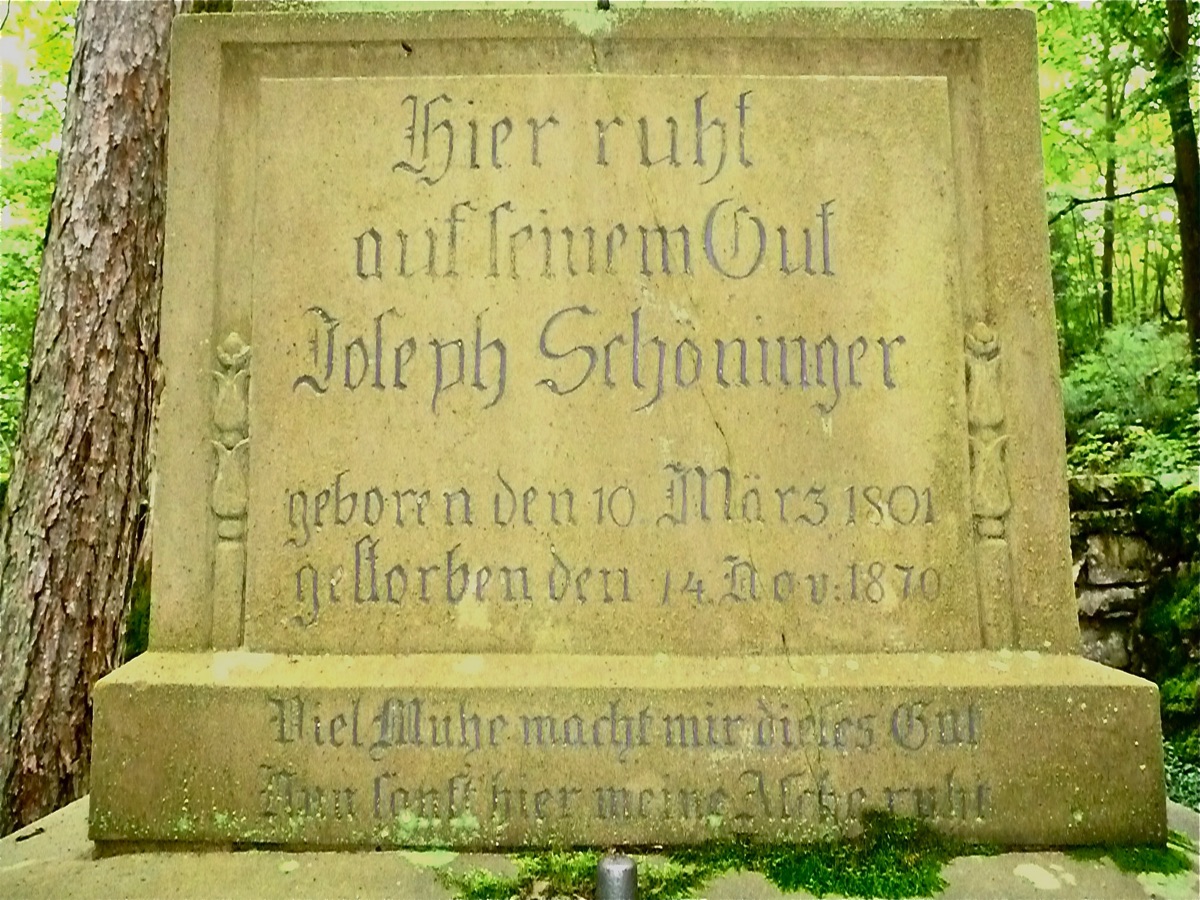 Hier ruht
auf seinem Gut
Joseph Schöninger
geboren den 10. März 1801
gestorben den 14. Nov: 1870
Viel Muhe macht mir dieses Gut
Nun sanft hier meine Asche ruht